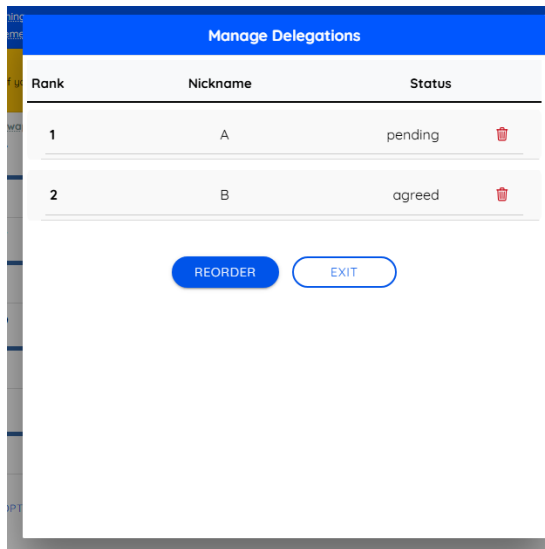 Manage Delegations
Rank Nickname Status
1 A pending
2 B agreed
REORDER EXIT